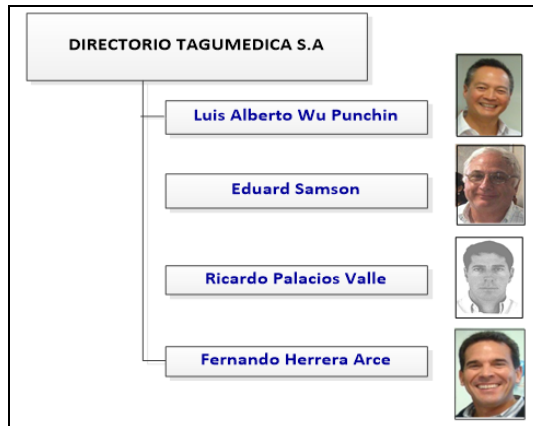 DIRECTORIO TAGUMEDICA S.A
Luis Alberto Wu Punchin
Eduard Samson
Ricardo Palacios Valle
Fernando Herrera Arce